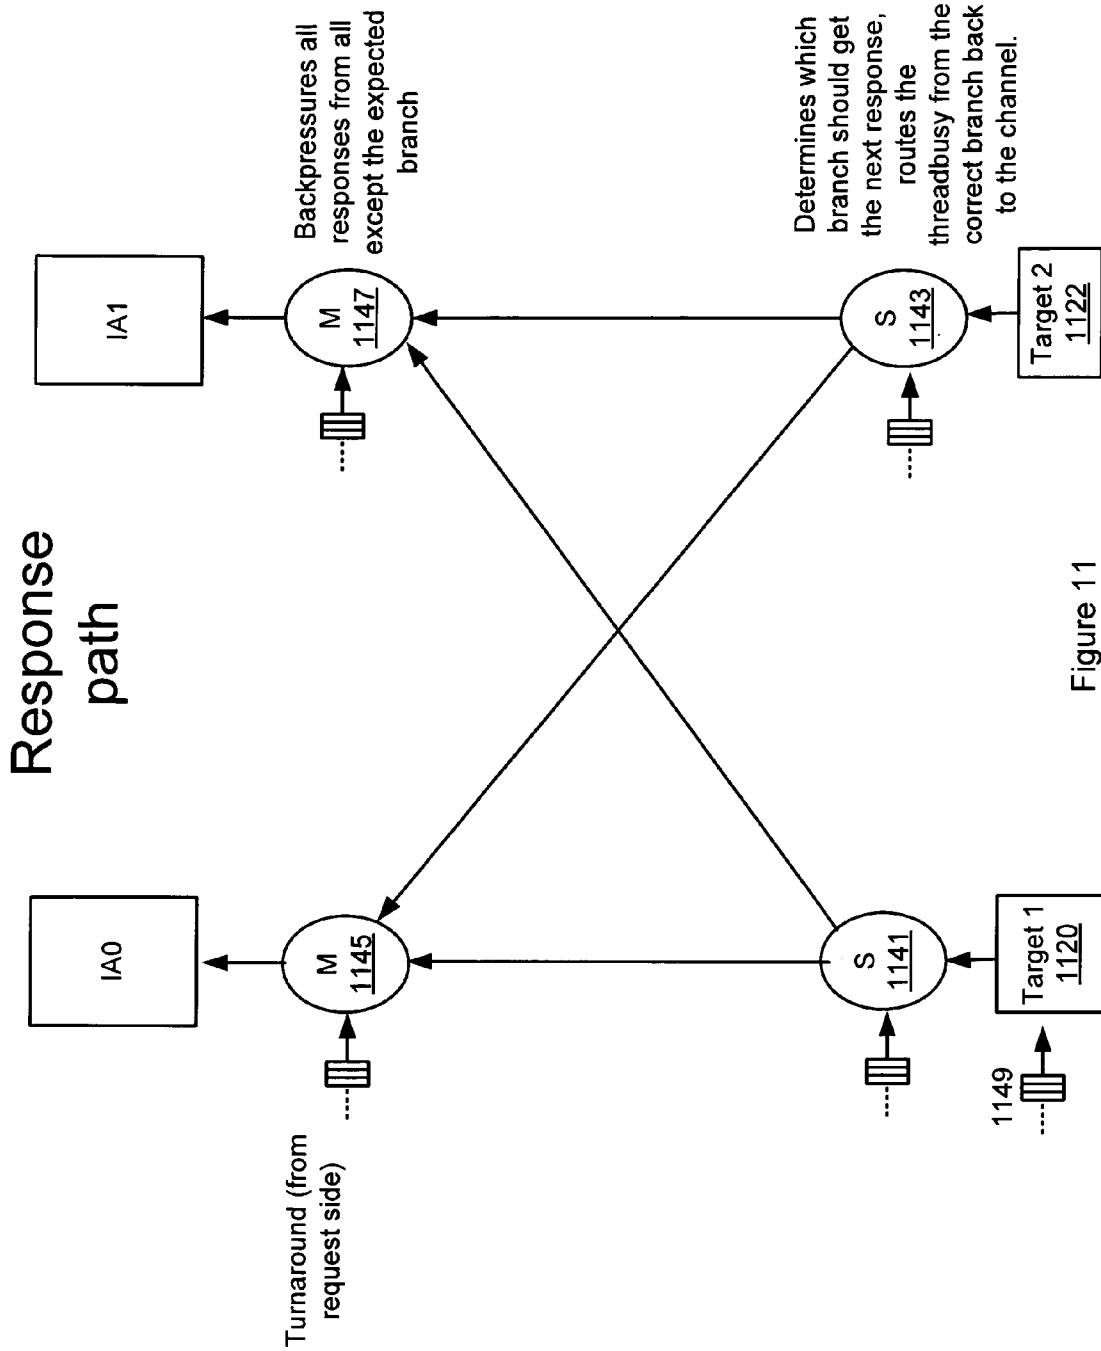 Response
path
IA0
IA1
M
1145
M
1147
Backpressures all
responses from all
except the expected
branch
Turnaround (from
request side)
S
1141
S
1143
Determines which
branch should get
the next response,
routes the
threadbusy from the
correct branch back
to the channel.
1149
Target 1
1120
Target 2
1122
Figure 11